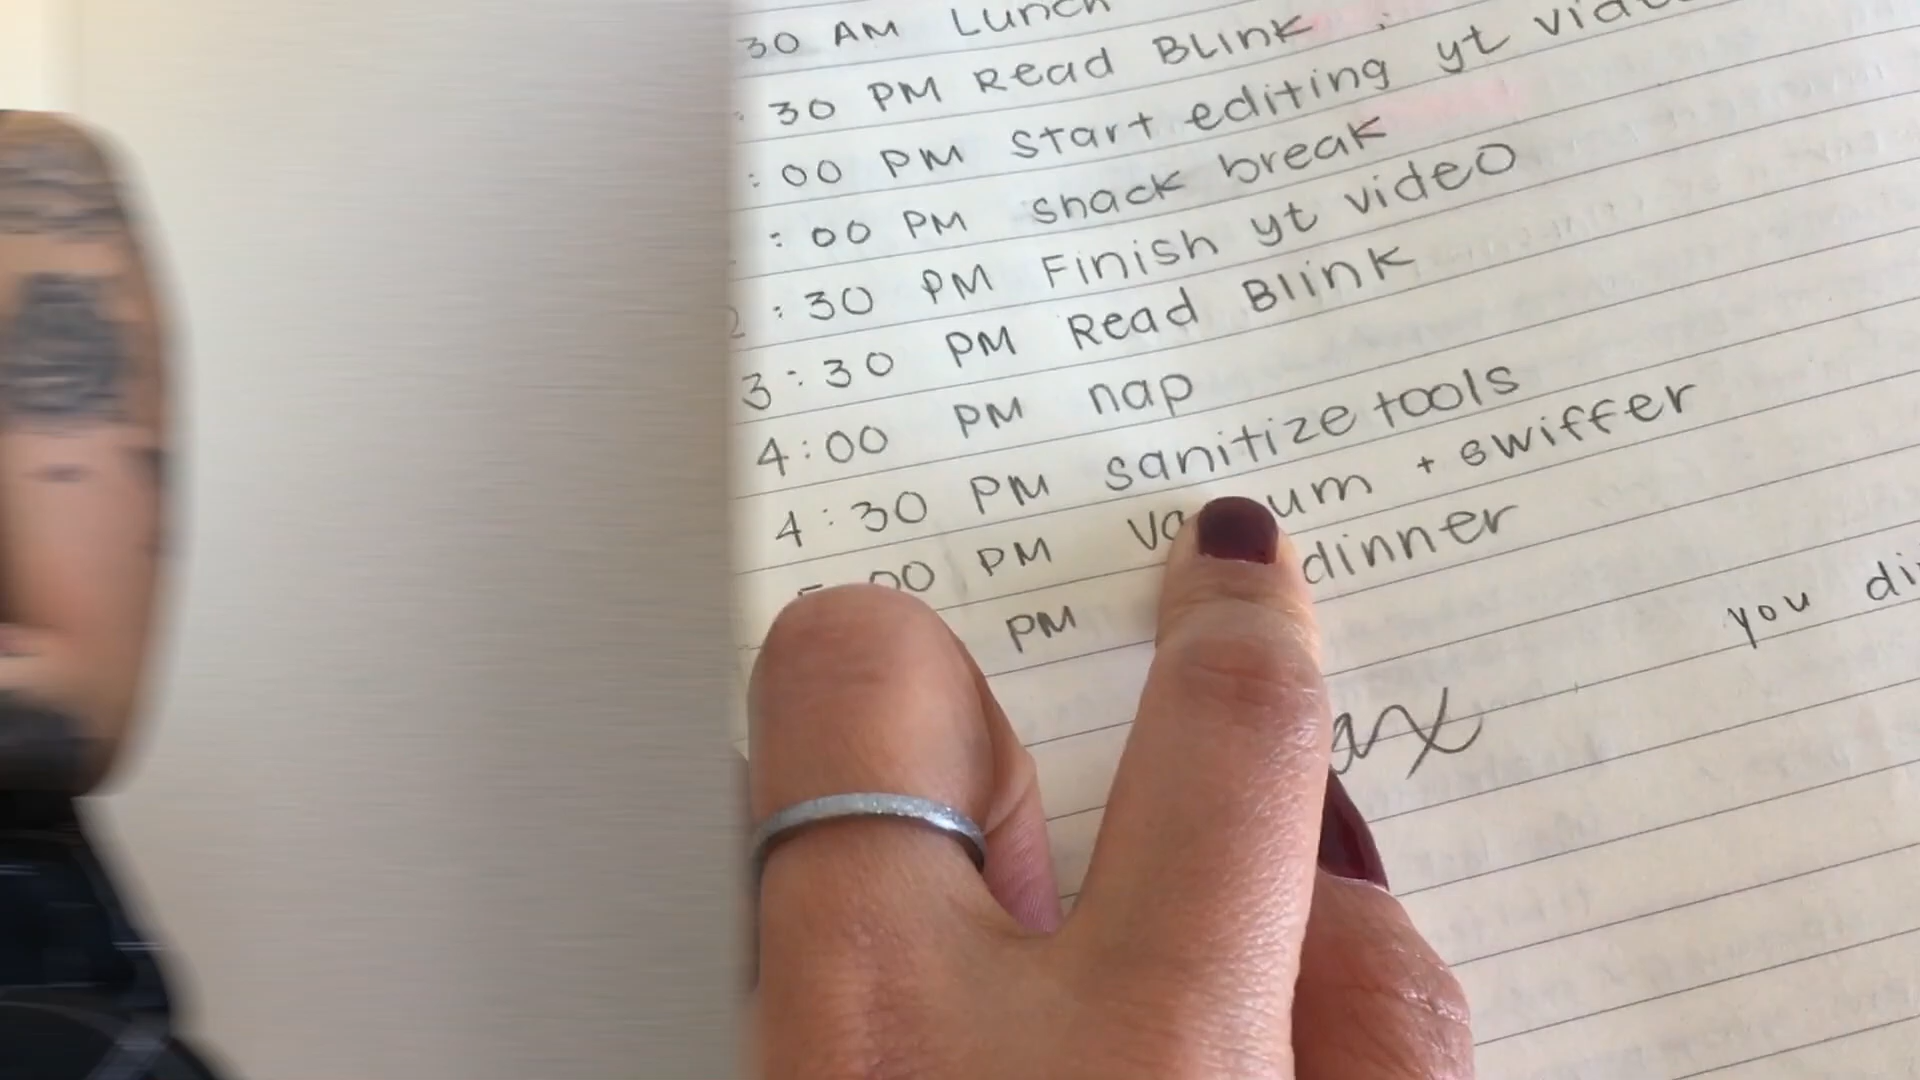 30 AM Lunch
:30 PM Read Blink
:00 PM start editing yt video
:00 PM snack break
2:30 PM Finish yt video
3:30 PM Read Blink
4:00 PM nap
4:30 PM sanitize tools
00 PM + swiffer
PM dinner
you